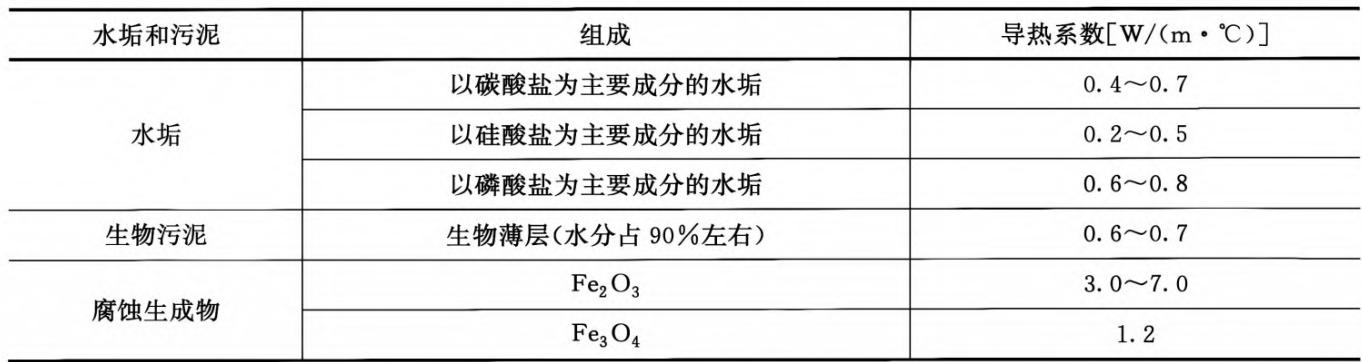 水垢和污泥 组成 导热系数[W/(m·℃)]
以碳酸盐为主要成分的水垢 0.4～0.7
水垢 以硅酸盐为主要成分的水垢 0.2～0.5
以磷酸盐为主要成分的水垢 0.6～0.8
生物污泥 生物薄层(水分占90%左右) 0.6～0.7
腐蚀生成物 Fe₂O₃ 3.0～7.0
Fe₃O₄ 1.2